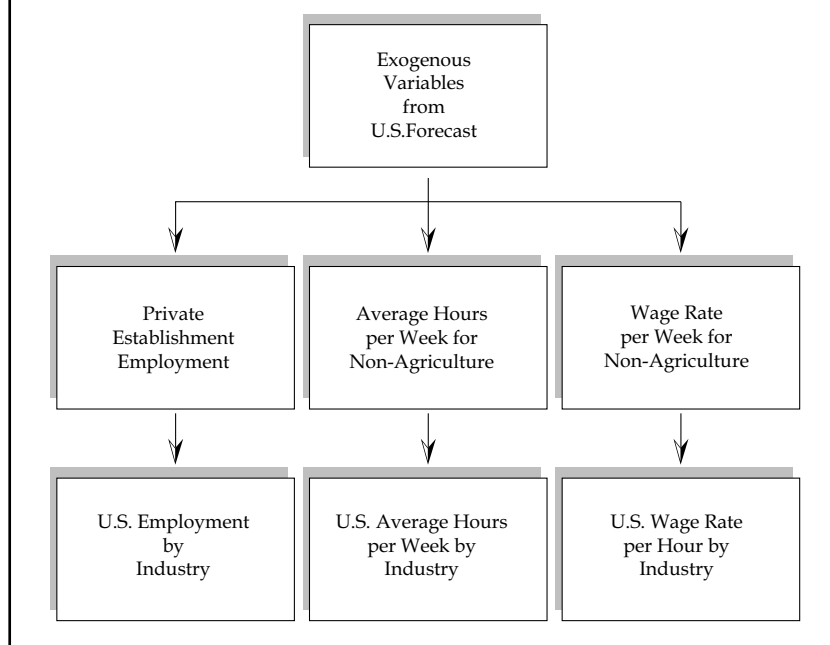 Exogenous
Variables
from
U.S.Forecast
Private
Establishment
Employment
Average Hours
per Week for
Non-Agriculture
Wage Rate
per Week for
Non-Agriculture
U.S. Employment
by
Industry
U.S. Average Hours
per Week by
Industry
U.S. Wage Rate
per Hour by
Industry